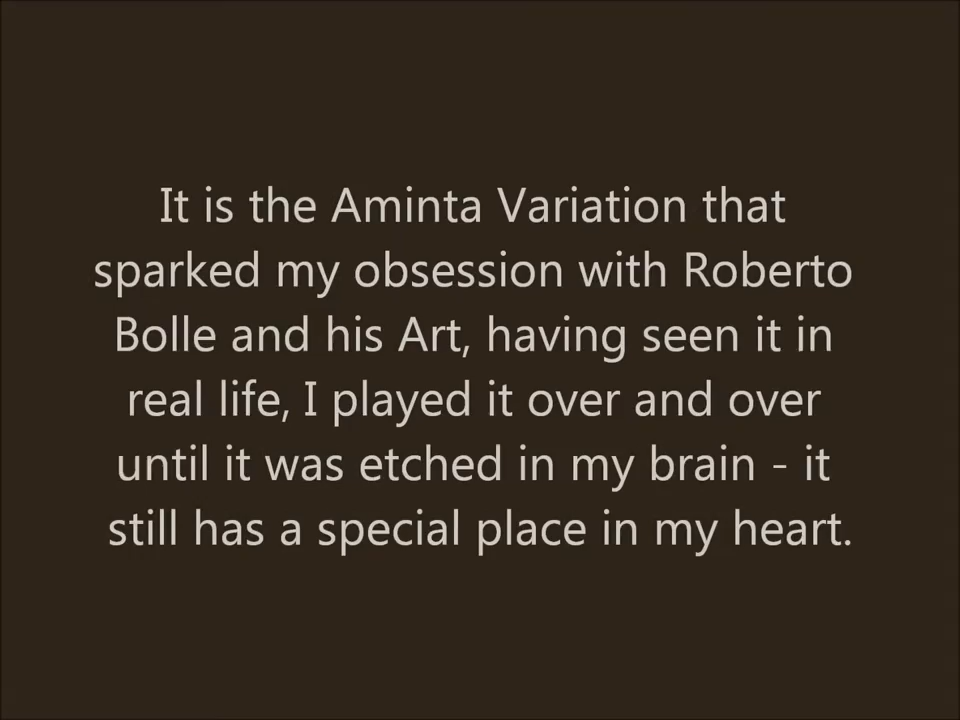 It is the Aminta Variation that
sparked my obsession with Roberto
Bolle and his Art, having seen it in
real life, I played it over and over
until it was etched in my brain - it
still has a special place in my heart.